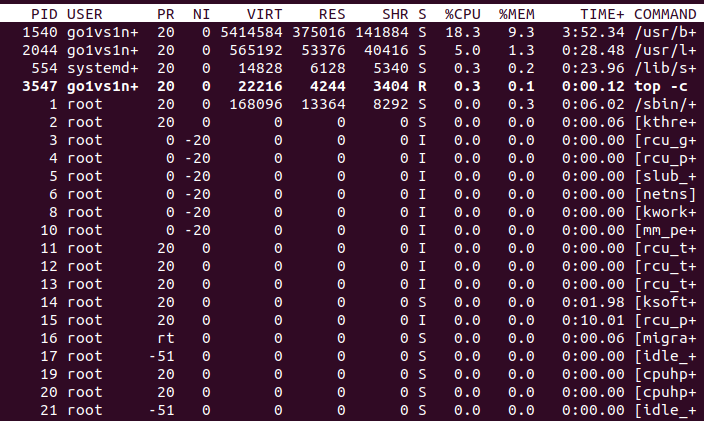 PID USER PR NI VIRT RES SHR S %CPU %MEM TIME+ COMMAND
1540 go1vs1n+ 20 0 5414584 375016 141884 S 18.3 9.3 3:52.34 /usr/b+
2044 go1vs1n+ 20 0 565192 53376 40416 S 5.0 1.3 0:28.48 /usr/l+
554 systemd+ 20 0 14828 6128 5340 S 0.3 0.2 0:23.96 /lib/s+
3547 go1vs1n+ 20 0 22216 4244 3404 R 0.3 0.1 0:00.12 top -c
1 root 20 0 168096 13364 8292 S 0.0 0.3 0:06.02 /sbin/+
2 root 20 0 0 0 0 S 0.0 0.0 0:00.06 [kthre+
3 root 0 -20 0 0 0 I 0.0 0.0 0:00.00 [rcu_g+
4 root 0 -20 0 0 0 I 0.0 0.0 0:00.00 [rcu_p+
5 root 0 -20 0 0 0 I 0.0 0.0 0:00.00 [slub_+
6 root 0 -20 0 0 0 I 0.0 0.0 0:00.00 [netns]
8 root 0 -20 0 0 0 I 0.0 0.0 0:00.00 [kwork+
10 root 0 -20 0 0 0 I 0.0 0.0 0:00.00 [mm_pe+
11 root 20 0 0 0 0 I 0.0 0.0 0:00.00 [rcu_t+
12 root 20 0 0 0 0 I 0.0 0.0 0:00.00 [rcu_t+
13 root 20 0 0 0 0 I 0.0 0.0 0:00.00 [rcu_t+
14 root 20 0 0 0 0 S 0.0 0.0 0:01.98 [ksoft+
15 root 20 0 0 0 0 I 0.0 0.0 0:10.01 [rcu_p+
16 root rt 0 0 0 0 S 0.0 0.0 0:00.06 [migra+
17 root -51 0 0 0 0 S 0.0 0.0 0:00.00 [idle_+
19 root 20 0 0 0 0 S 0.0 0.0 0:00.00 [cpuhp+
20 root 20 0 0 0 0 S 0.0 0.0 0:00.00 [cpuhp+
21 root -51 0 0 0 0 S 0.0 0.0 0:00.00 [idle_+